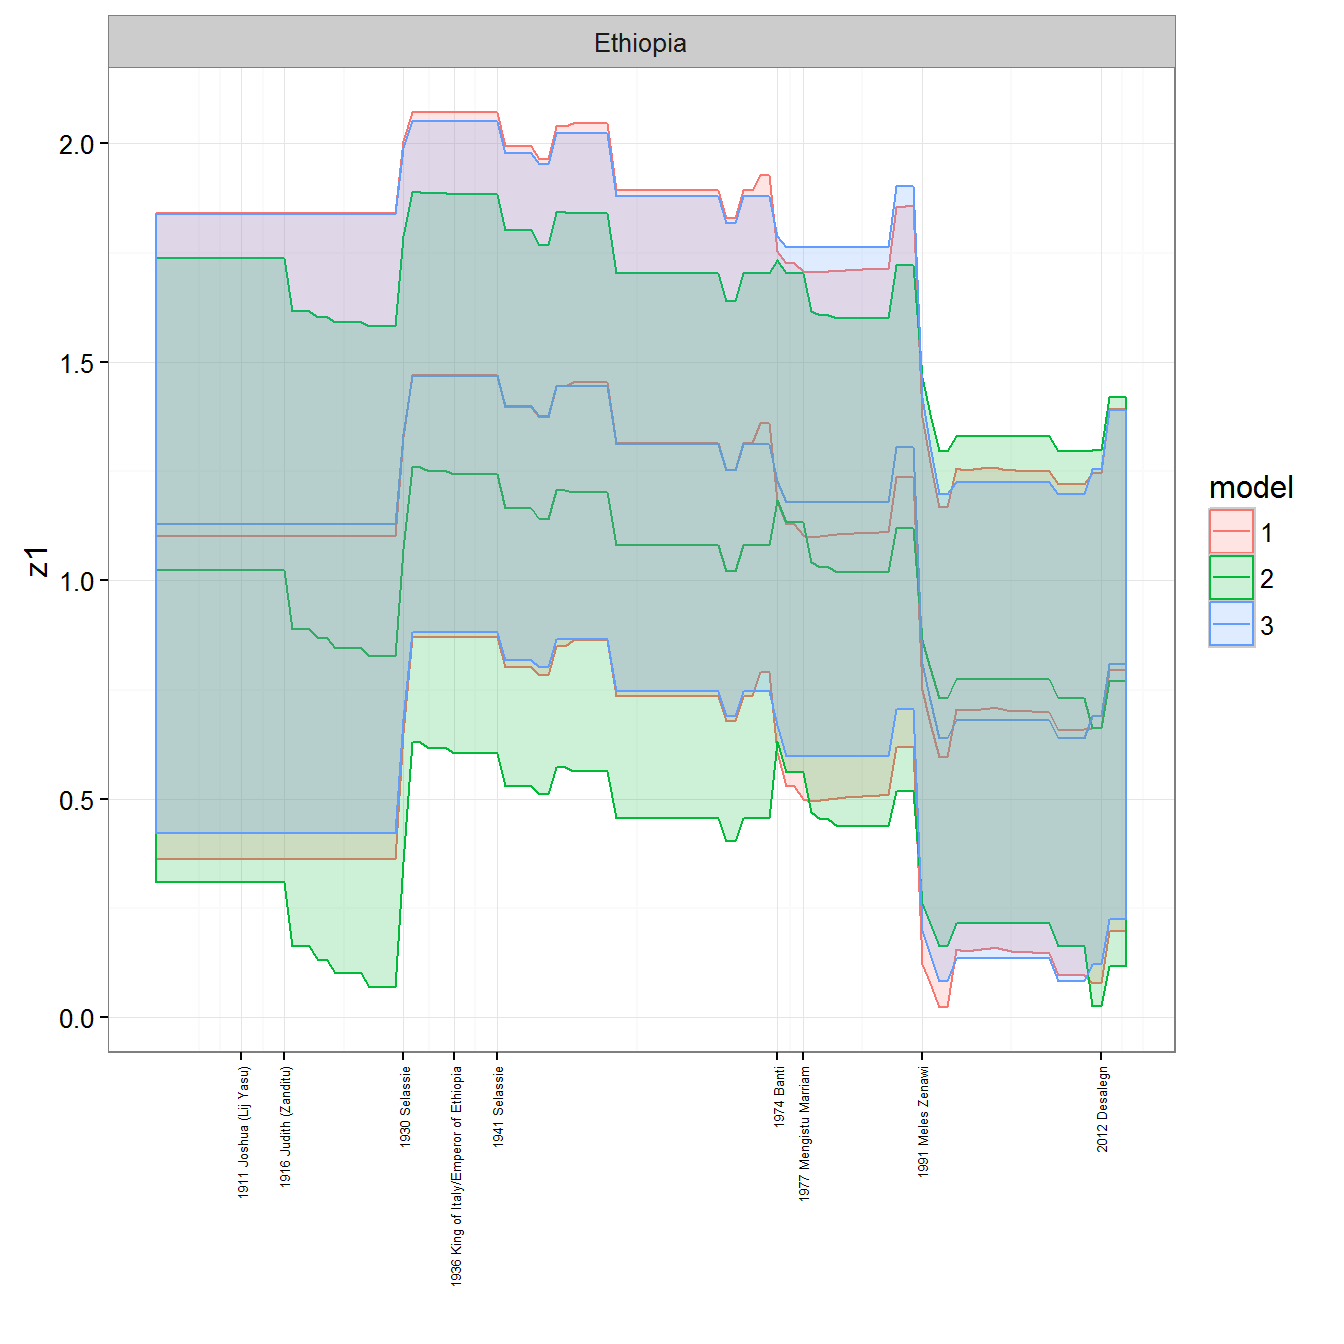 Ethiopia
2.0
1.5
1.0
0.5
0.0
z1
model
1
2
3
1911 Joshua (Lij Yasu)
1916 Judith (Zanditu)
1930 Selassie
1936 King of Italy/Emperor of Ethiopia
1941 Selassie
1974 Banti
1977 Mengistu Marriam
1991 Meles Zenawi
2012 Desalegn